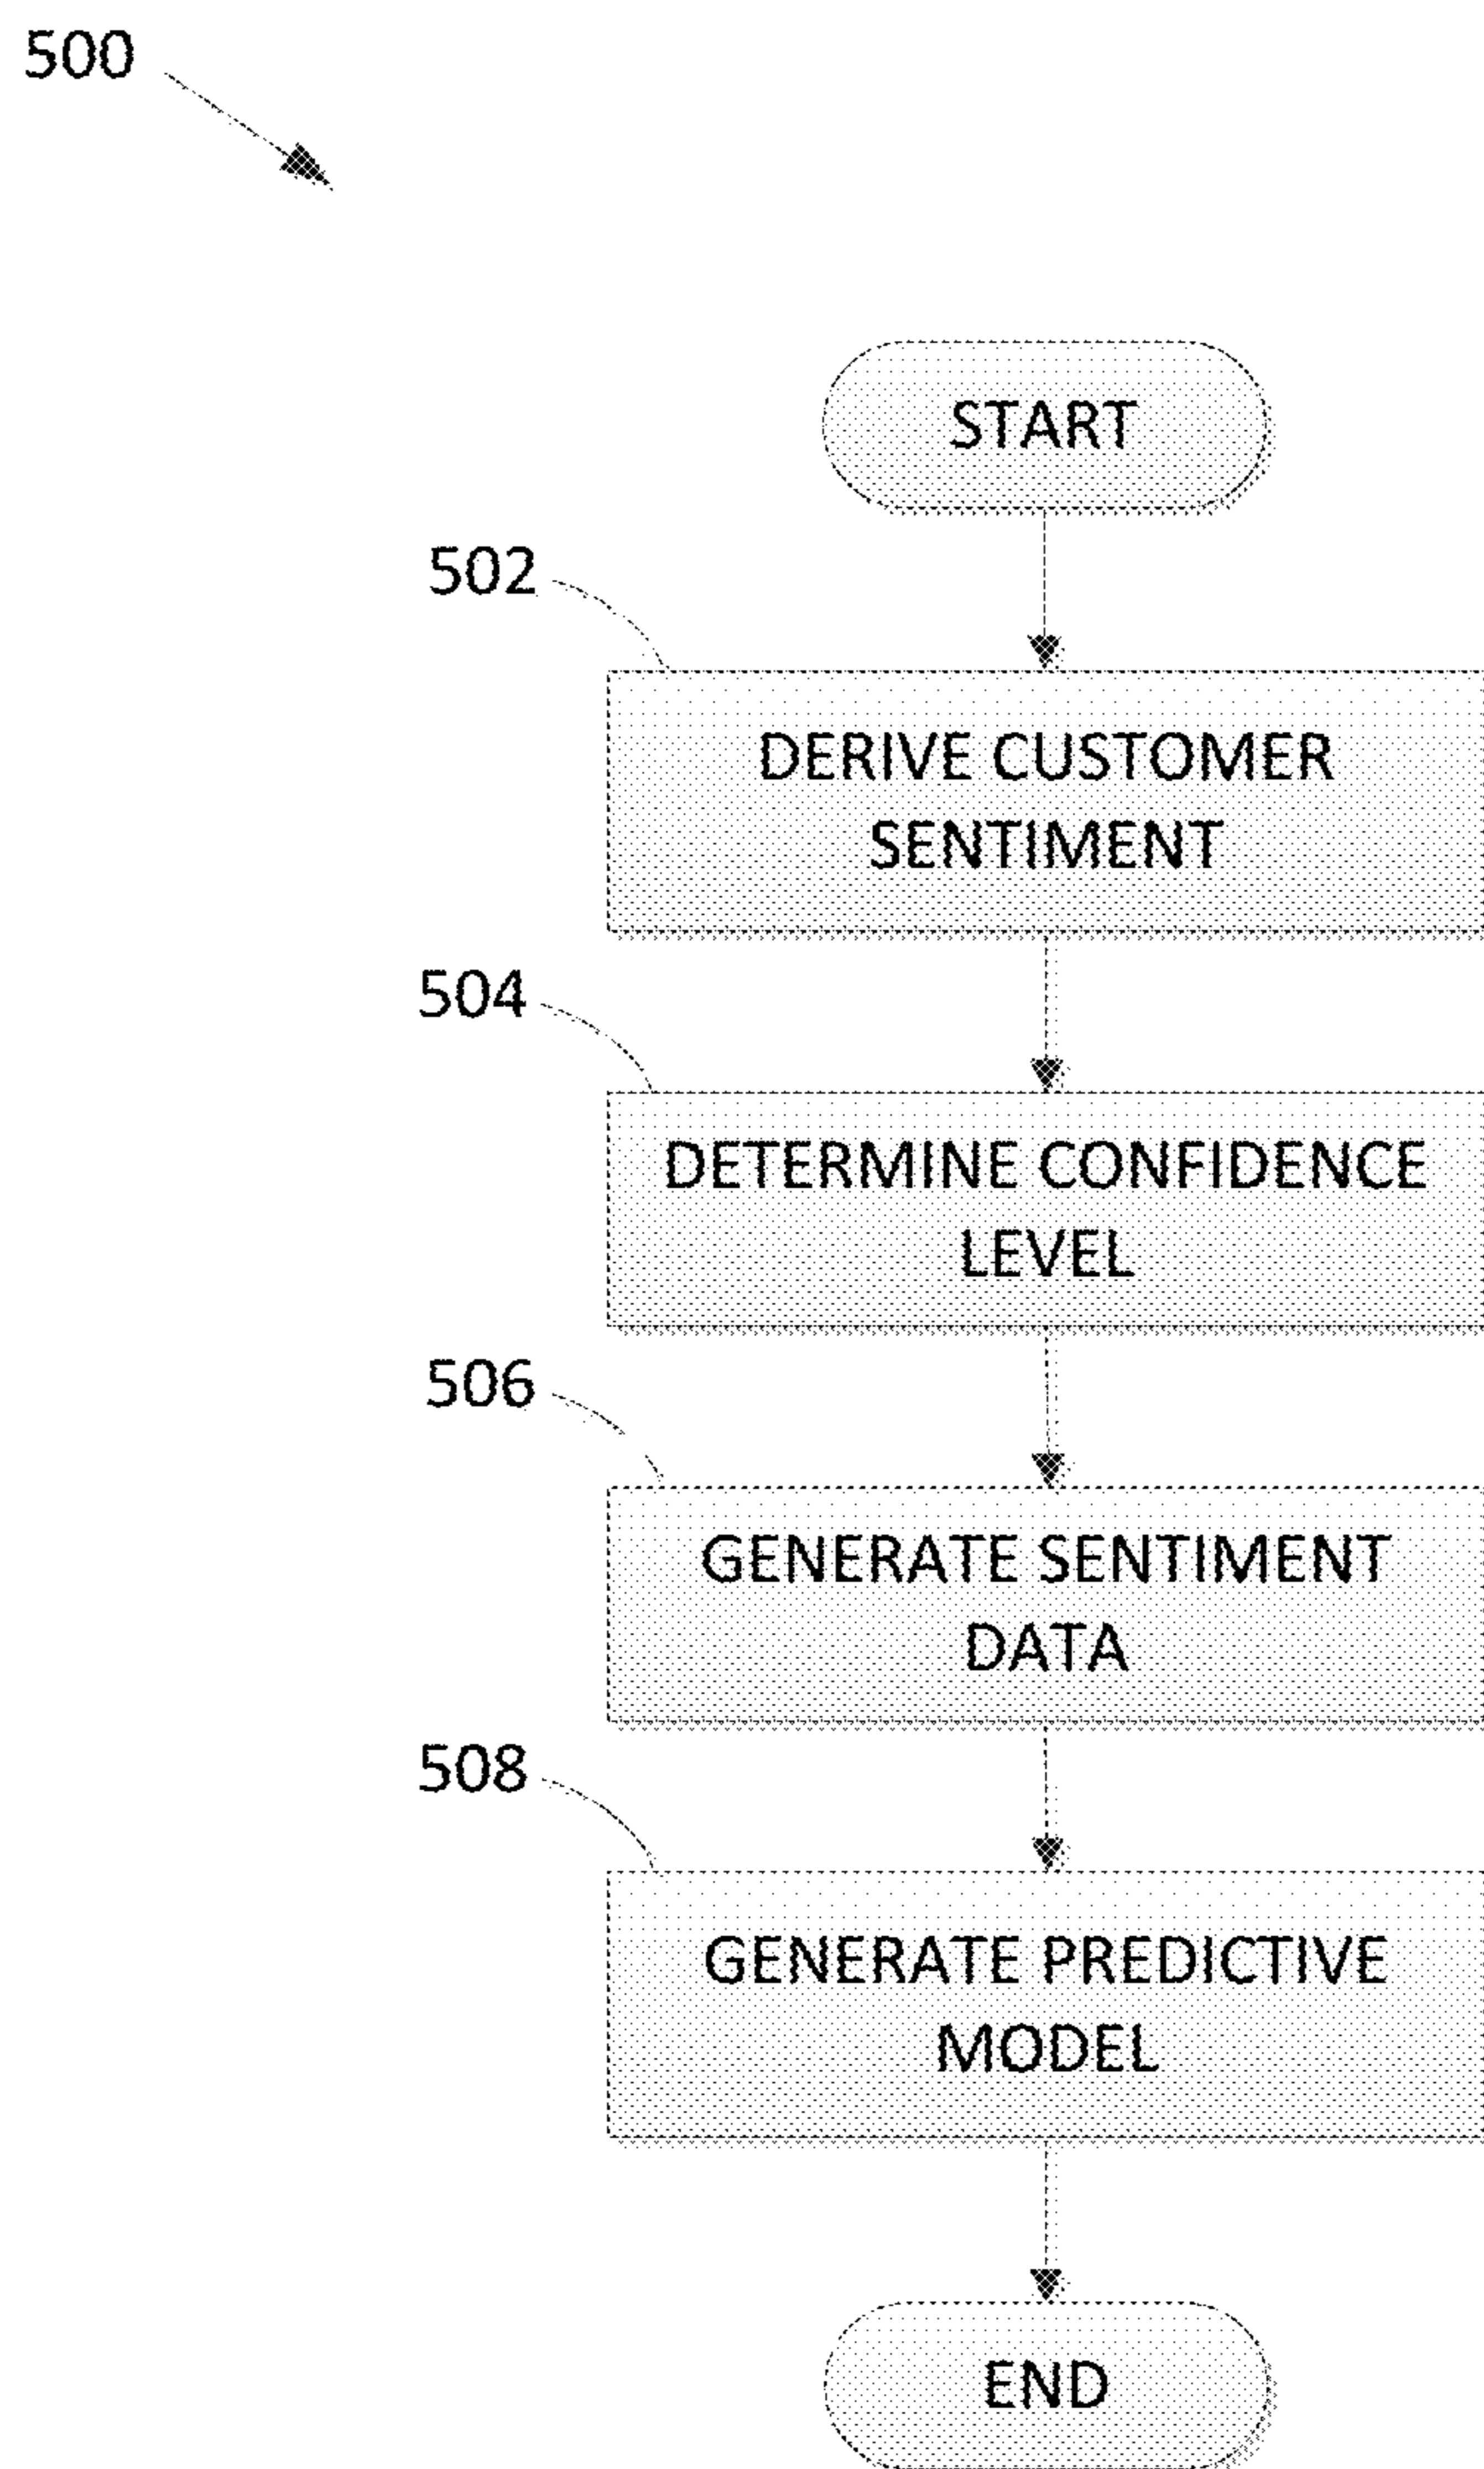 500
START
502
DERIVE CUSTOMER
SENTIMENT
504
DETERMINE CONFIDENCE
LEVEL
506
GENERATE SENTIMENT
DATA
508
GENERATE PREDICTIVE
MODEL
END